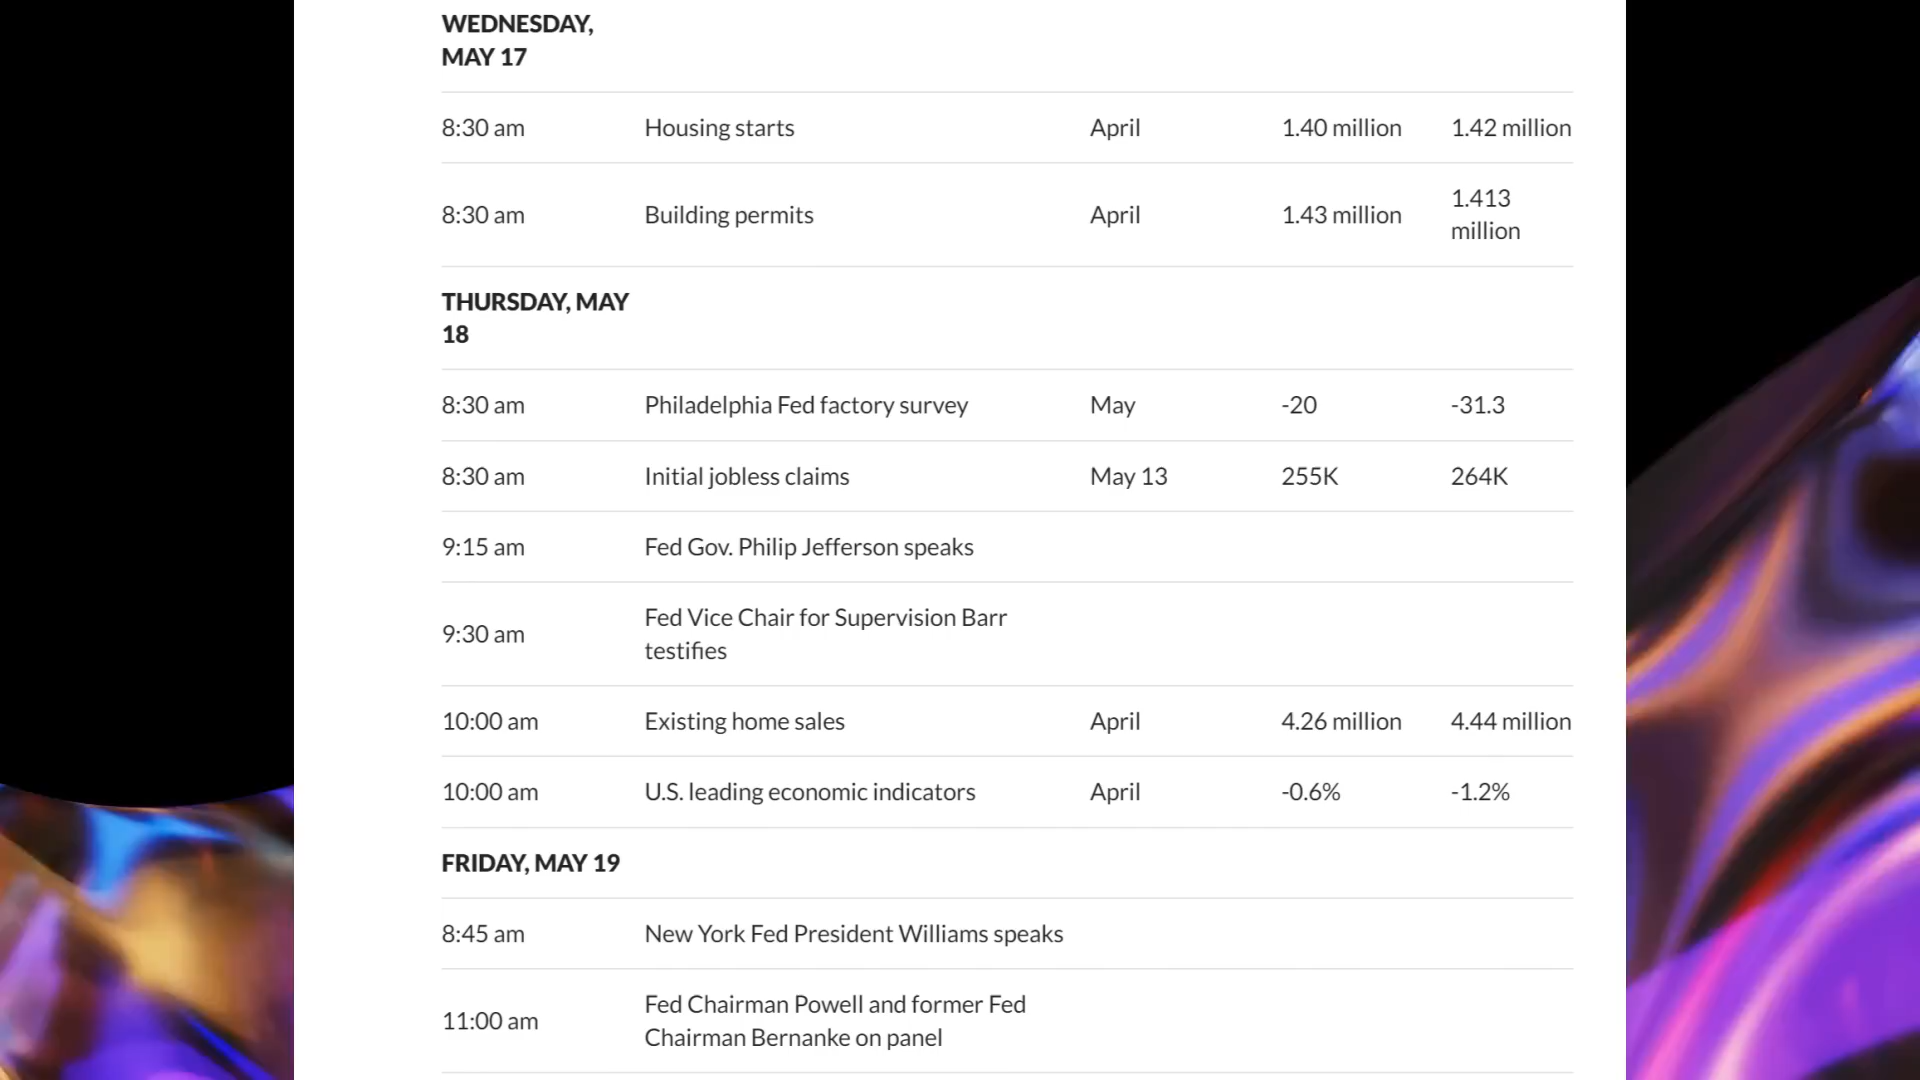 WEDNESDAY,
MAY 17
8:30 am Housing starts April 1.40 million 1.42 million
8:30 am Building permits April 1.43 million 1.413
million
THURSDAY, MAY
18
8:30 am Philadelphia Fed factory survey May -20 -31.3
8:30 am Initial jobless claims May 13 255K 264K
9:15 am Fed Gov. Philip Jefferson speaks
9:30 am Fed Vice Chair for Supervision Barr
testifies
10:00 am Existing home sales April 4.26 million 4.44 million
10:00 am U.S. leading economic indicators April -0.6% -1.2%
FRIDAY, MAY 19
8:45 am New York Fed President Williams speaks
11:00 am Fed Chairman Powell and former Fed
Chairman Bernanke on panel